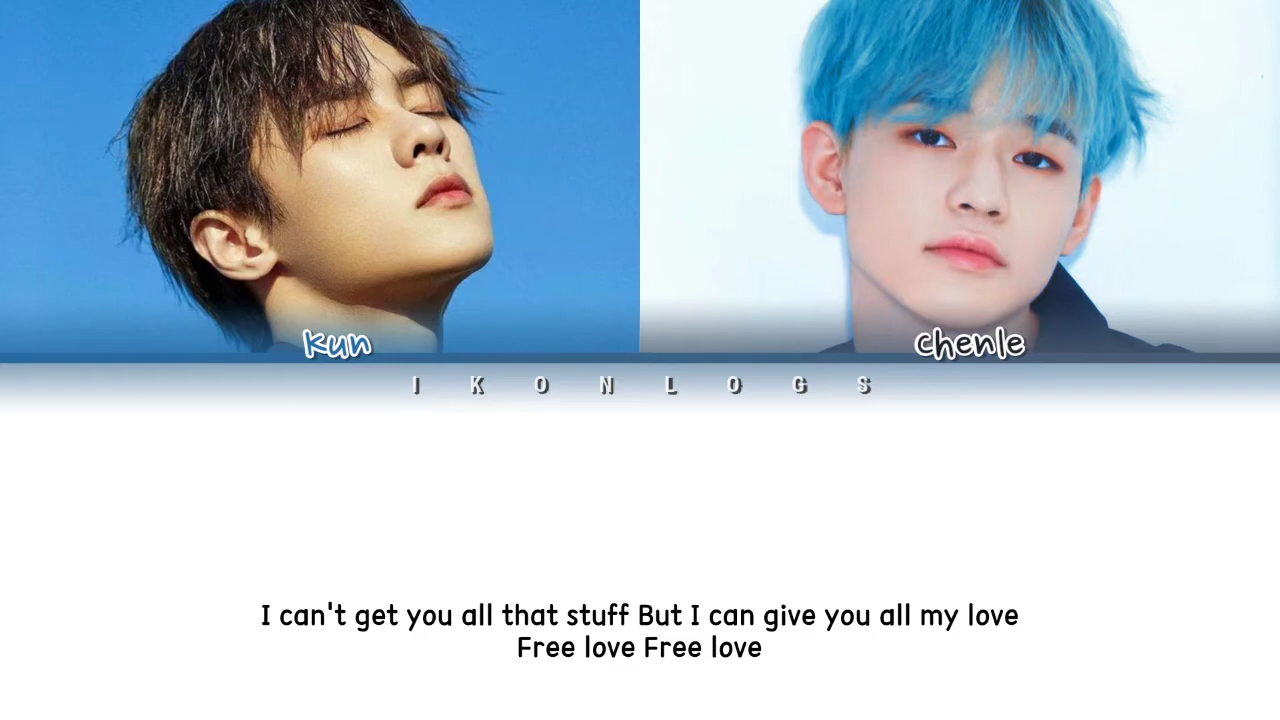 kun
chenle
IKONLOGS
I can't get you all that stuff But I can give you all my love
Free love Free love